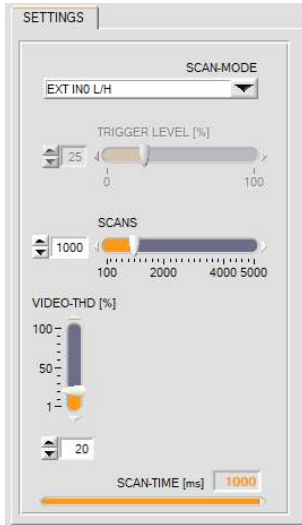 SETTINGS
SCAN-MODE
EXT IN0 L/H
TRIGGER LEVEL [%]
25
0 100
SCANS
1000
100 2000 4000 5000
VIDEO-THD [%]
100
50
1
20
SCAN-TIME [ms] 1000